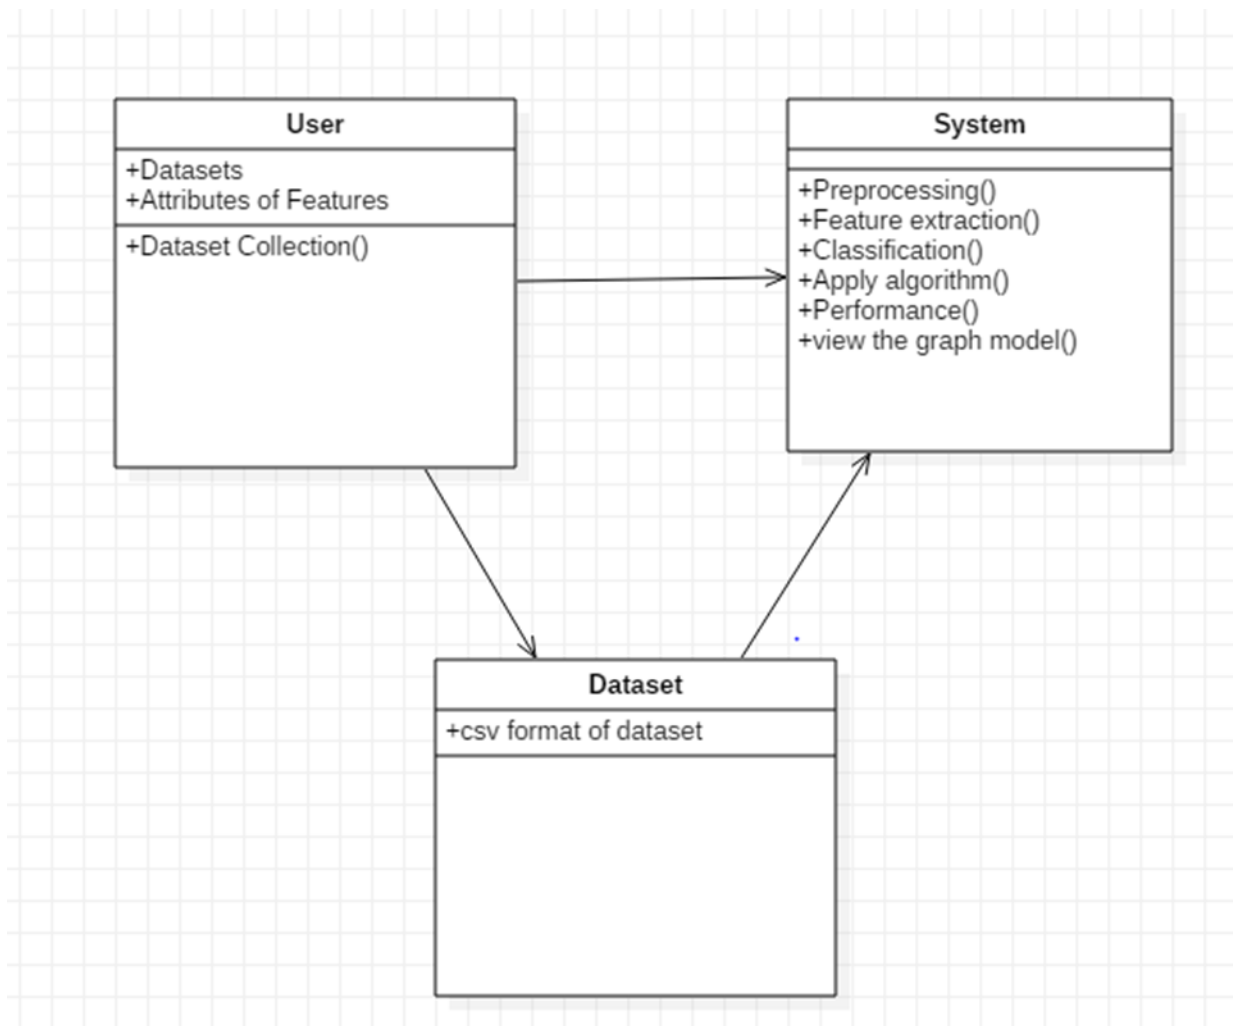 User
+Datasets
+Attributes of Features
+Dataset Collection()
System
+Preprocessing()
+Feature extraction()
+Classification()
+Apply algorithm()
+Performance()
+view the graph model()
Dataset
+csv format of dataset